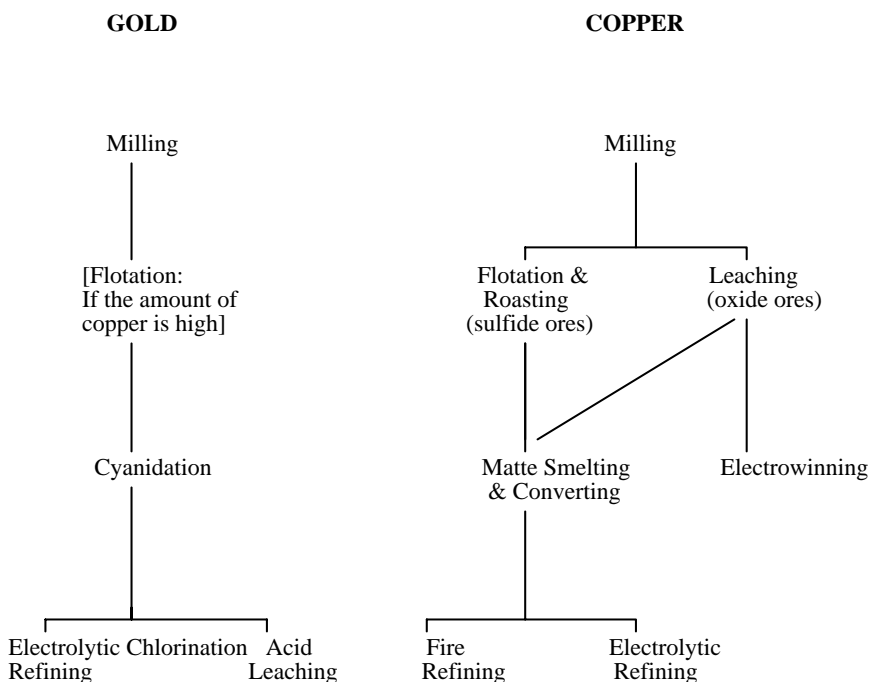 GOLD
COPPER
Milling
Milling
[Flotation:
If the amount of
copper is high]
Flotation &
Roasting
(sulfide ores)
Leaching
(oxide ores)
Cyanidation
Matte Smelting
& Converting
Electrowinning
Electrolytic Chlorination
Refining
Acid
Leaching
Fire
Refining
Electrolytic
Refining